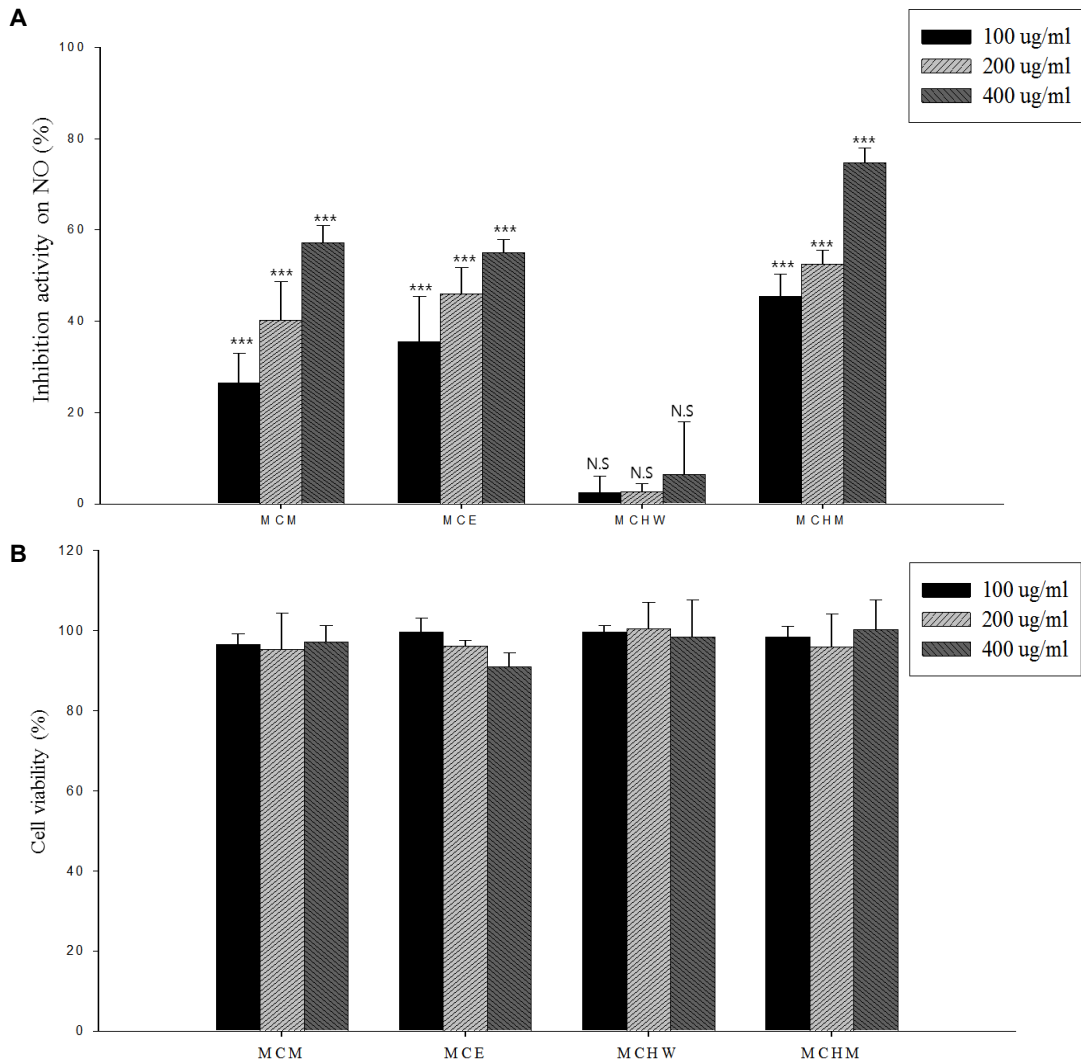 A
100 ug/ml
200 ug/ml
400 ug/ml
Inhibition activity on NO (%)
100
80
60
40
20
0
*** *** ***
*** *** ***
N.S N.S N.S
*** *** ***
MCM MCE MCHW MCHM
B
100 ug/ml
200 ug/ml
400 ug/ml
Cell viability (%)
120
100
80
60
40
20
0
MCM MCE MCHW MCHM